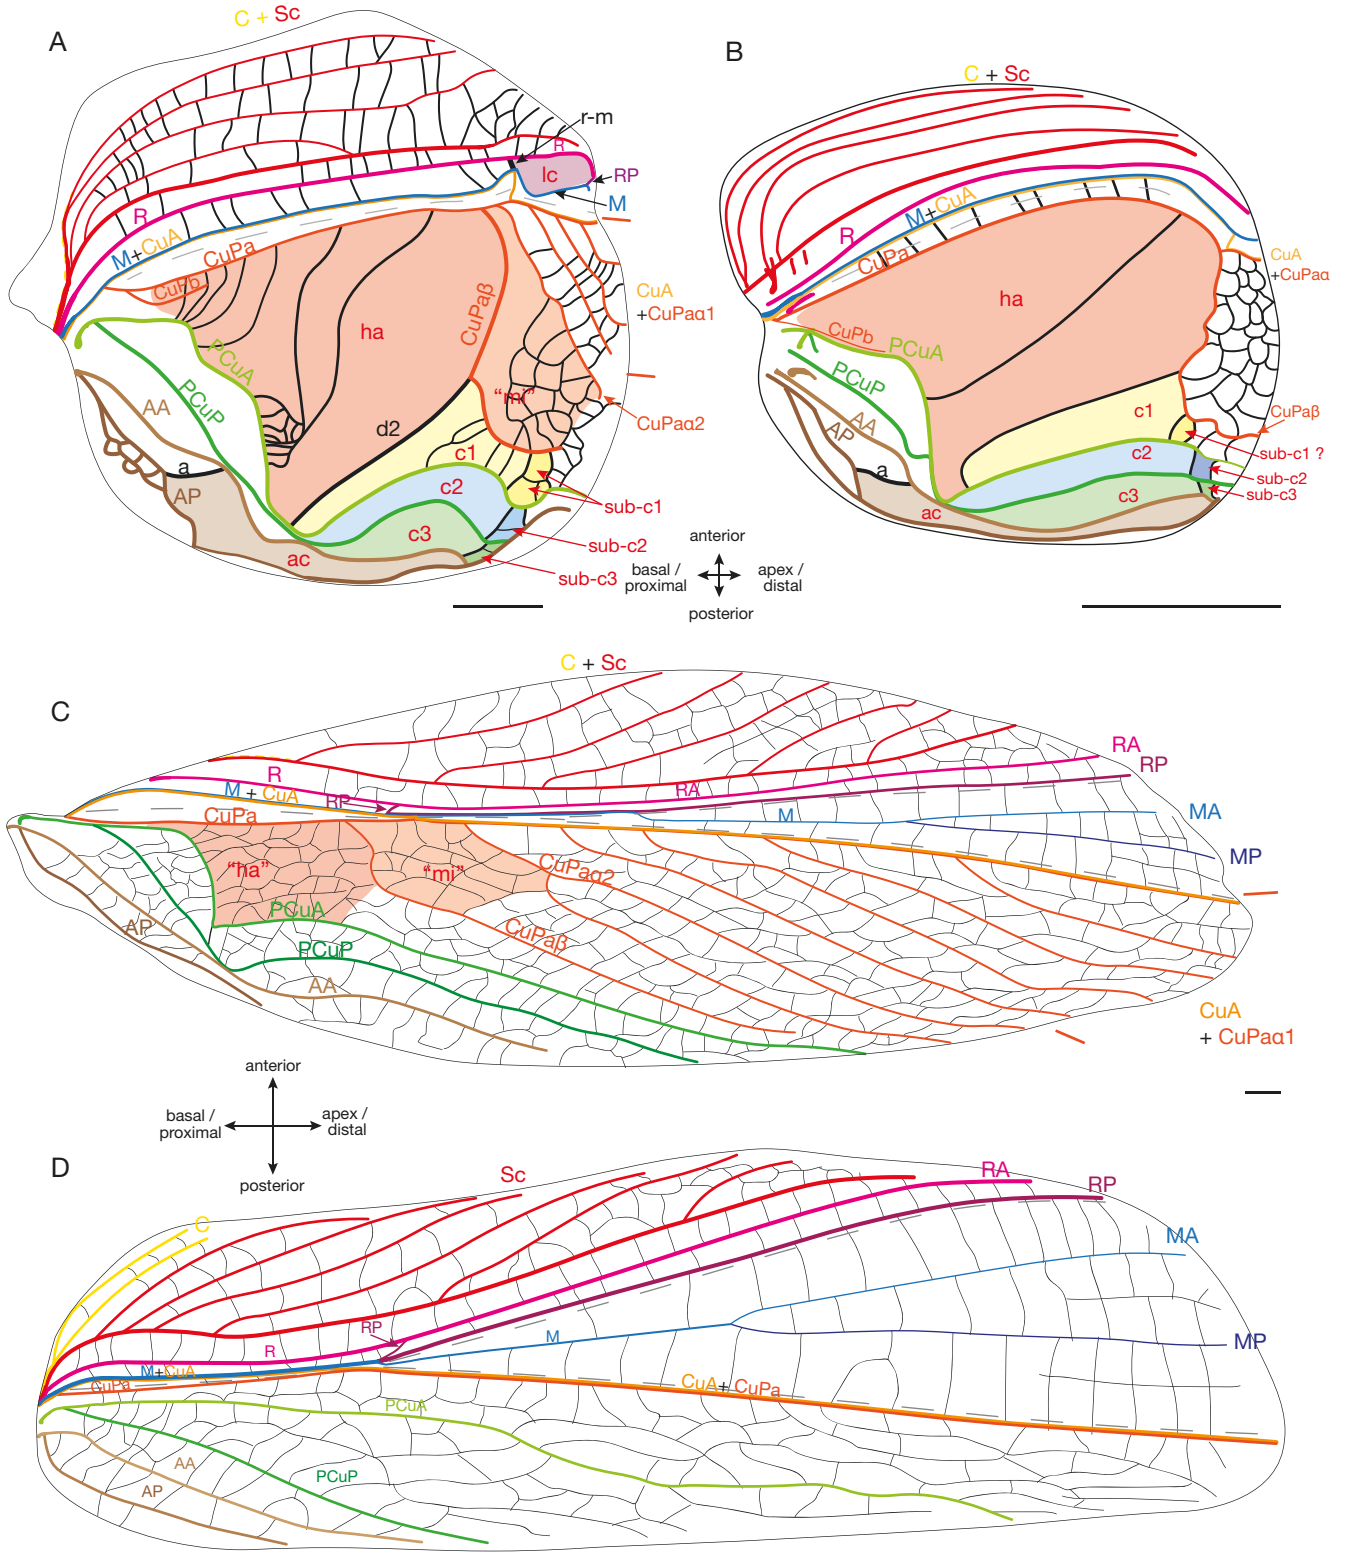 A
C + Sc
r-m
R
lc
RP
M
R
M+CuA
CuPa
CuPb
CuPaβ
ha
CuA
+CuPaα1
PCuA
PCuP
"mi"
AA
d2
CuPaα2
c1
a
c2
AP
sub-c1
c3
ac
sub-c2
sub-c3
B
C + Sc
M+CuA
R
CuPa
CuA
+CuPaα
ha
CuPb
PCuA
PCuP
c1
CuPaβ
AA
AP
c2
sub-c1 ?
a
sub-c2
c3
sub-c3
ac
anterior
basal /
proximal
apex /
distal
posterior
C
C + Sc
RA
RP
R
M + CuA
RP
RA
CuPa
M
MA
MP
"ha"
"mi"
CuPaα2
PCuA
CuPaβ
AP
PCuP
AA
CuA
+ CuPaα1
anterior
basal /
proximal
apex /
distal
posterior
D
Sc
RA
RP
C
MA
RP
M
R
MP
M+CuA
CuPa
CuA+ CuPa
PCuA
AA
PCuP
AP